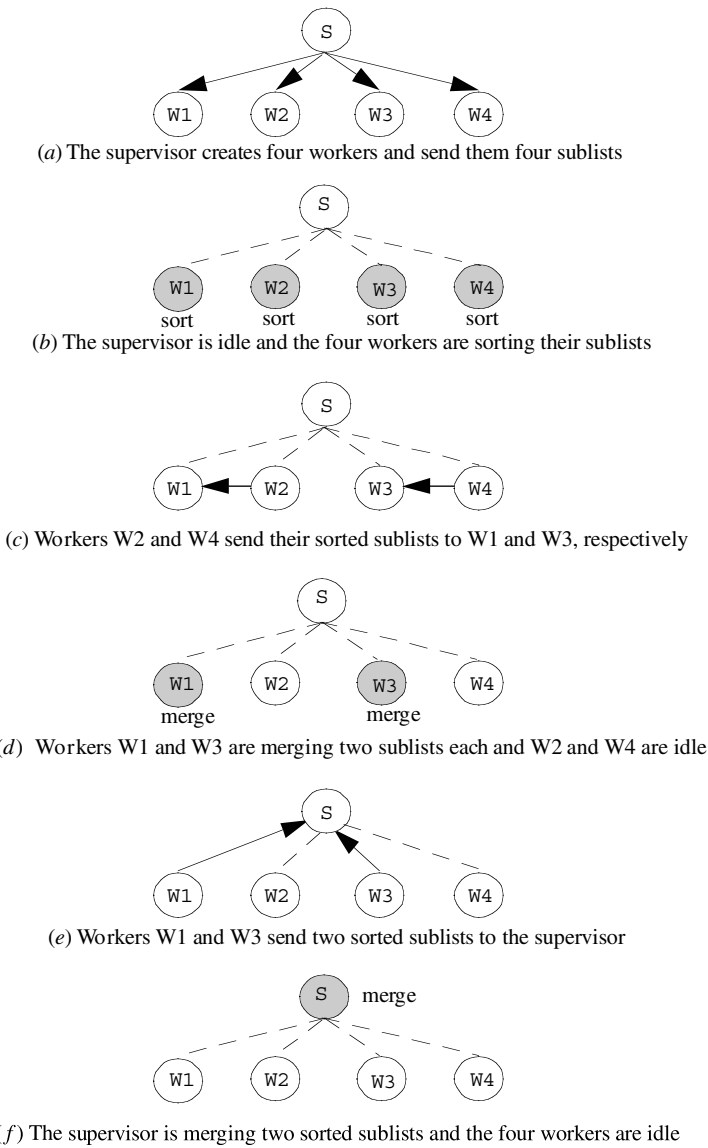 S
W1 W2 W3 W4
(a) The supervisor creates four workers and send them four sublists
S
W1 W2 W3 W4
sort sort sort sort
(b) The supervisor is idle and the four workers are sorting their sublists
S
W1 W2 W3 W4
(c) Workers W2 and W4 send their sorted sublists to W1 and W3, respectively
S
W1 W2 W3 W4
merge merge
(d) Workers W1 and W3 are merging two sublists each and W2 and W4 are idle
S
W1 W2 W3 W4
(e) Workers W1 and W3 send two sorted sublists to the supervisor
S merge
W1 W2 W3 W4
(f) The supervisor is merging two sorted sublists and the four workers are idle